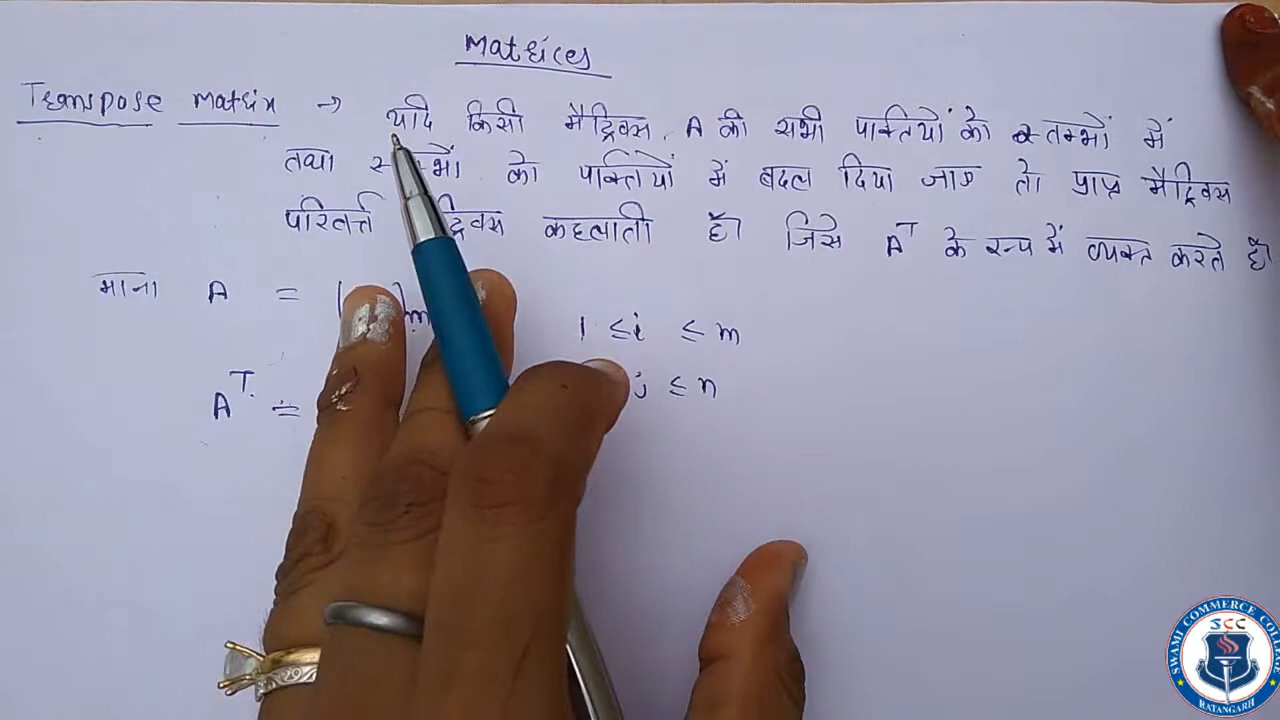 Matrices
Transpose Matrix → यदि किसी मैट्रिक्स A की सभी पंक्तियों को स्तम्भों में
तथा को पंक्तियों में बदल दिया जाए तो प्राप्त मैट्रिक्स
परिवर्त कहलाती है। जिसे A^T के रूप में व्यक्त करते है।
माना A = [ ]m 1 ≤ i ≤ m
A^T = j ≤ n
SWAMI COMMERCE COLLEGE
SCC
RATANGARH